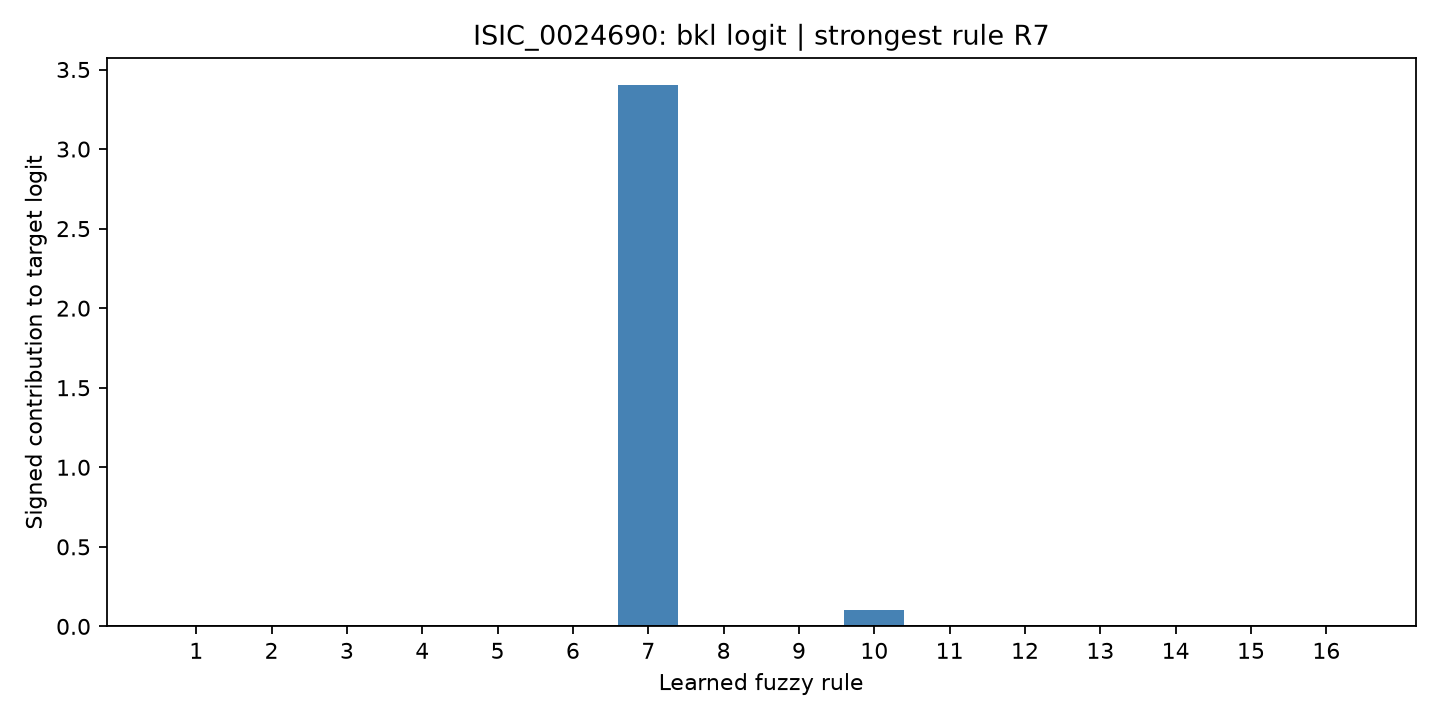 ISIC_0024690: bkl logit | strongest rule R7
3.5
3.0
2.5
2.0
1.5
1.0
0.5
0.0
Signed contribution to target logit
1 2 3 4 5 6 7 8 9 10 11 12 13 14 15 16
Learned fuzzy rule